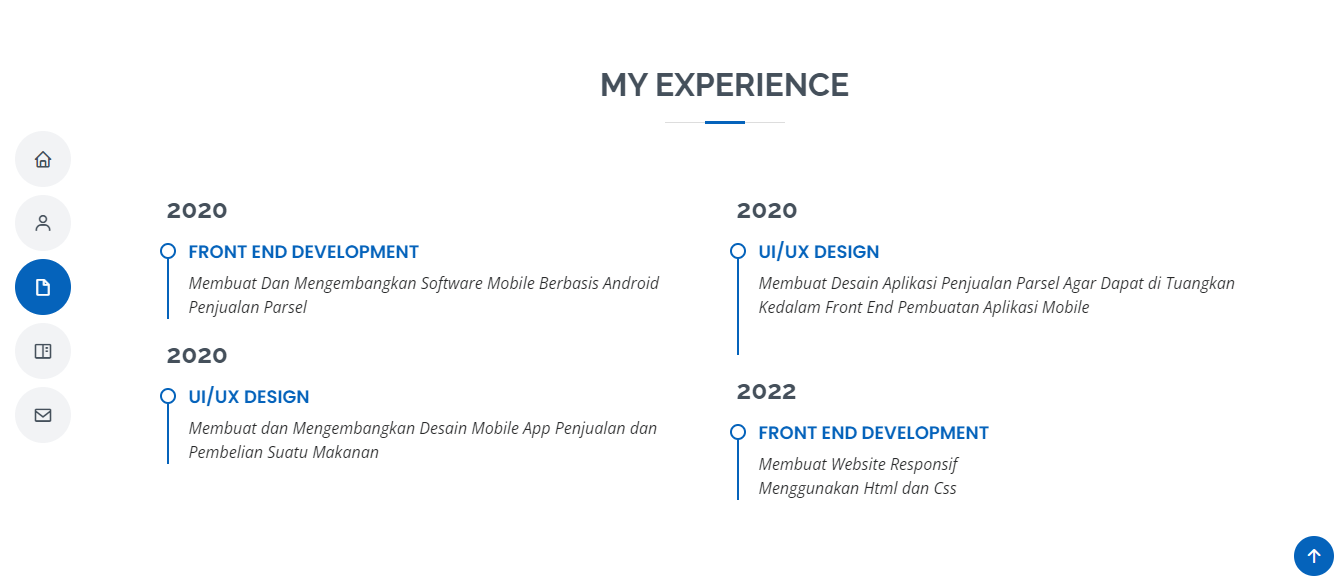 MY EXPERIENCE
2020
FRONT END DEVELOPMENT
Membuat Dan Mengembangkan Software Mobile Berbasis Android
Penjualan Parsel
2020
UI/UX DESIGN
Membuat dan Mengembangkan Desain Mobile App Penjualan dan
Pembelian Suatu Makanan
2020
UI/UX DESIGN
Membuat Desain Aplikasi Penjualan Parsel Agar Dapat di Tuangkan
Kedalam Front End Pembuatan Aplikasi Mobile
2022
FRONT END DEVELOPMENT
Membuat Website Responsif
Menggunakan Html dan Css